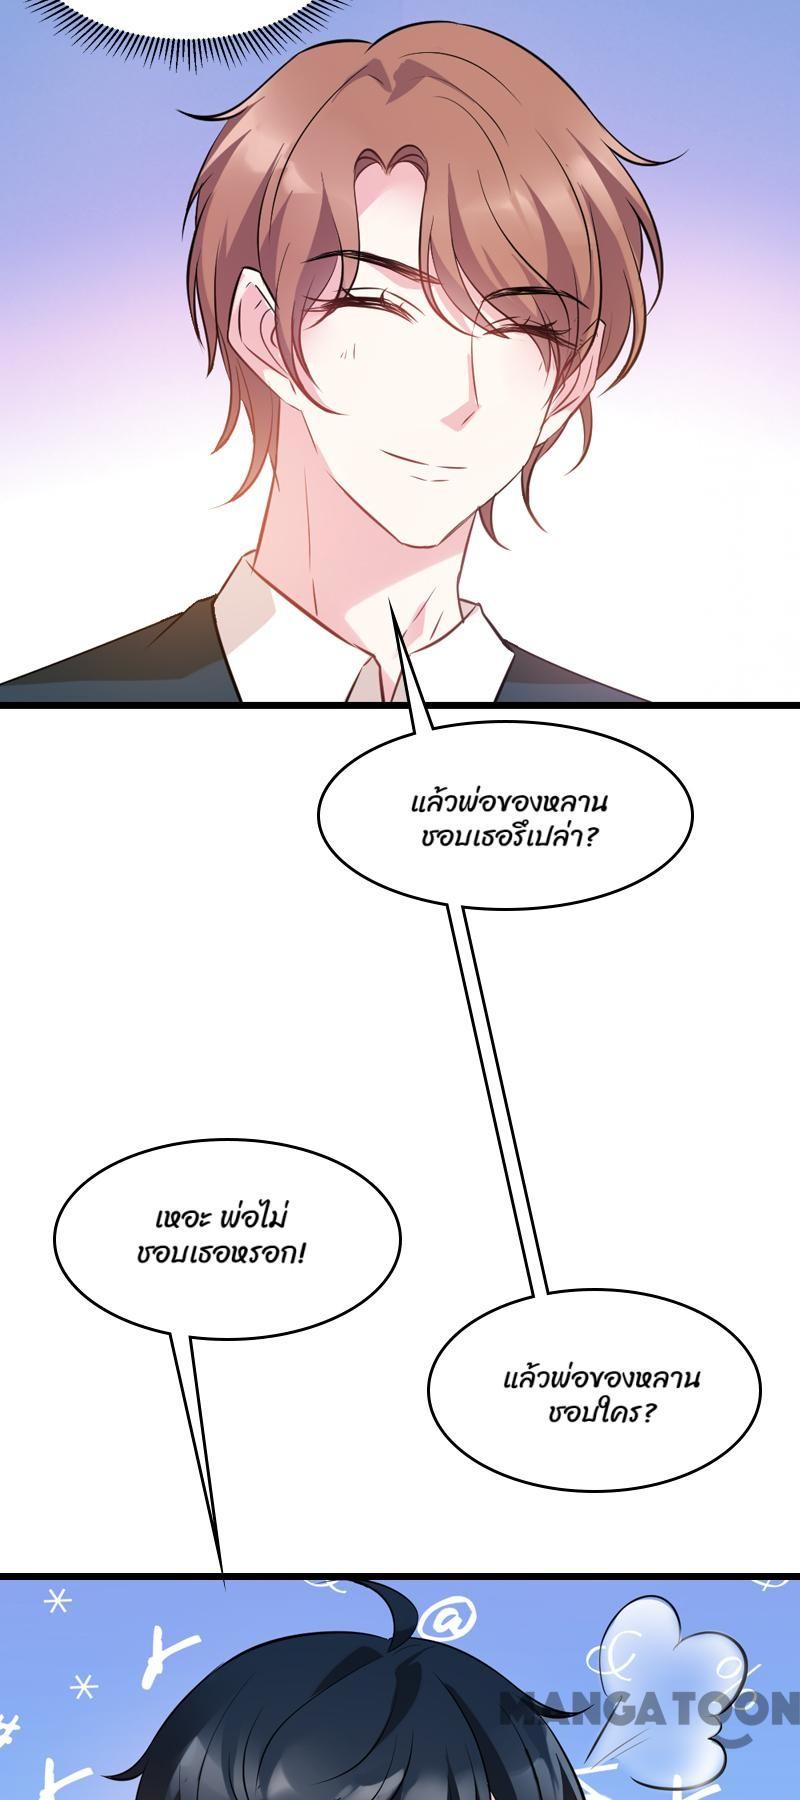 แล้วพ่อของหลาน
ชอบเธอรึเปล่า?
เหอะ พ่อไม่
ชอบเธอหรอก!
แล้วพ่อของหลาน
ชอบใคร?
@
#
%
MANGATOON